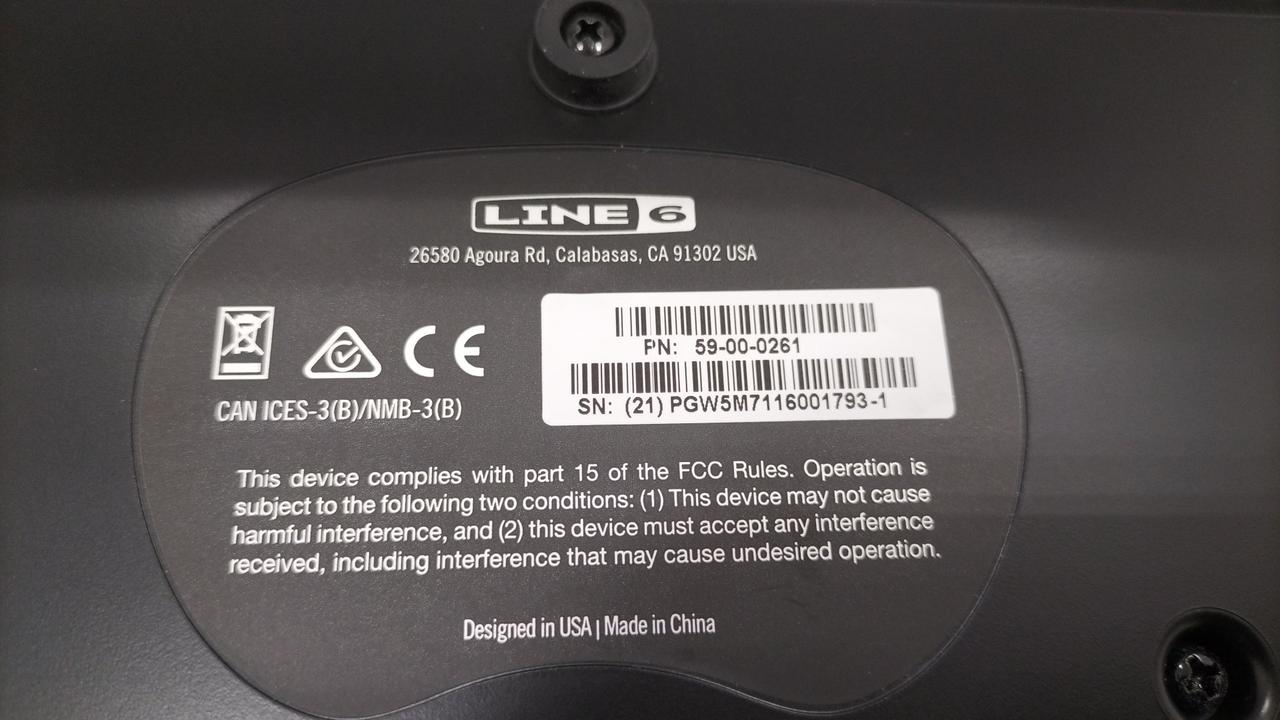 LINE 6
26580 Agoura Rd, Calabasas, CA 91302 USA
CE
CAN ICES-3(B)/NMB-3(B)
PN: 59-00-0261
SN: (21) PGW5M7116001793-1
This device complies with part 15 of the FCC Rules. Operation is
subject to the following two conditions: (1) This device may not cause
harmful interference, and (2) this device must accept any interference
received, including interference that may cause undesired operation.
Designed in USA | Made in China